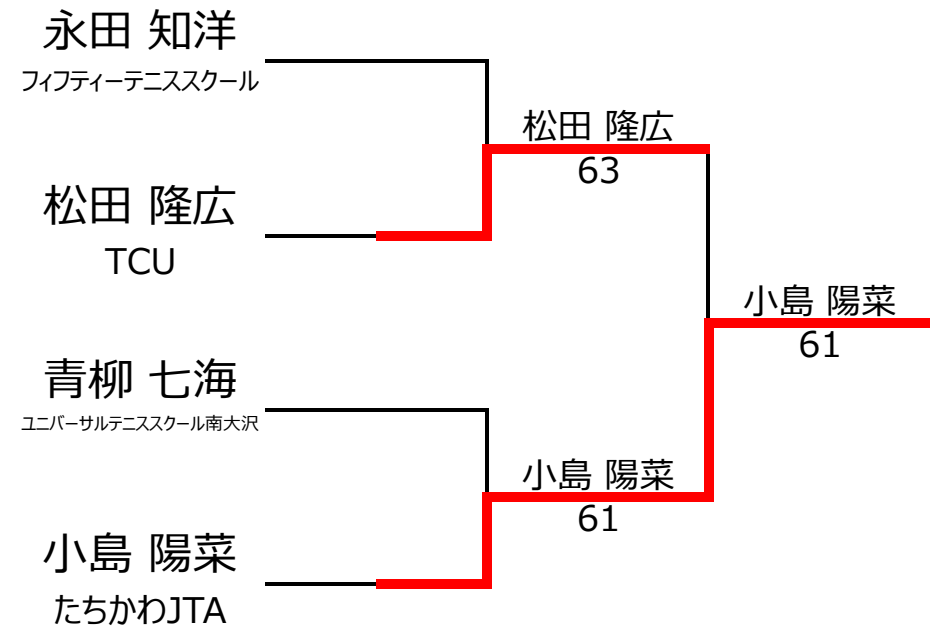 永田 知洋
フィフティーテニススクール
松田 隆広
63
松田 隆広
TCU
小島 陽菜
61
青柳 七海
ユニバーサルテニススクール南大沢
小島 陽菜
61
小島 陽菜
たちかわJTA